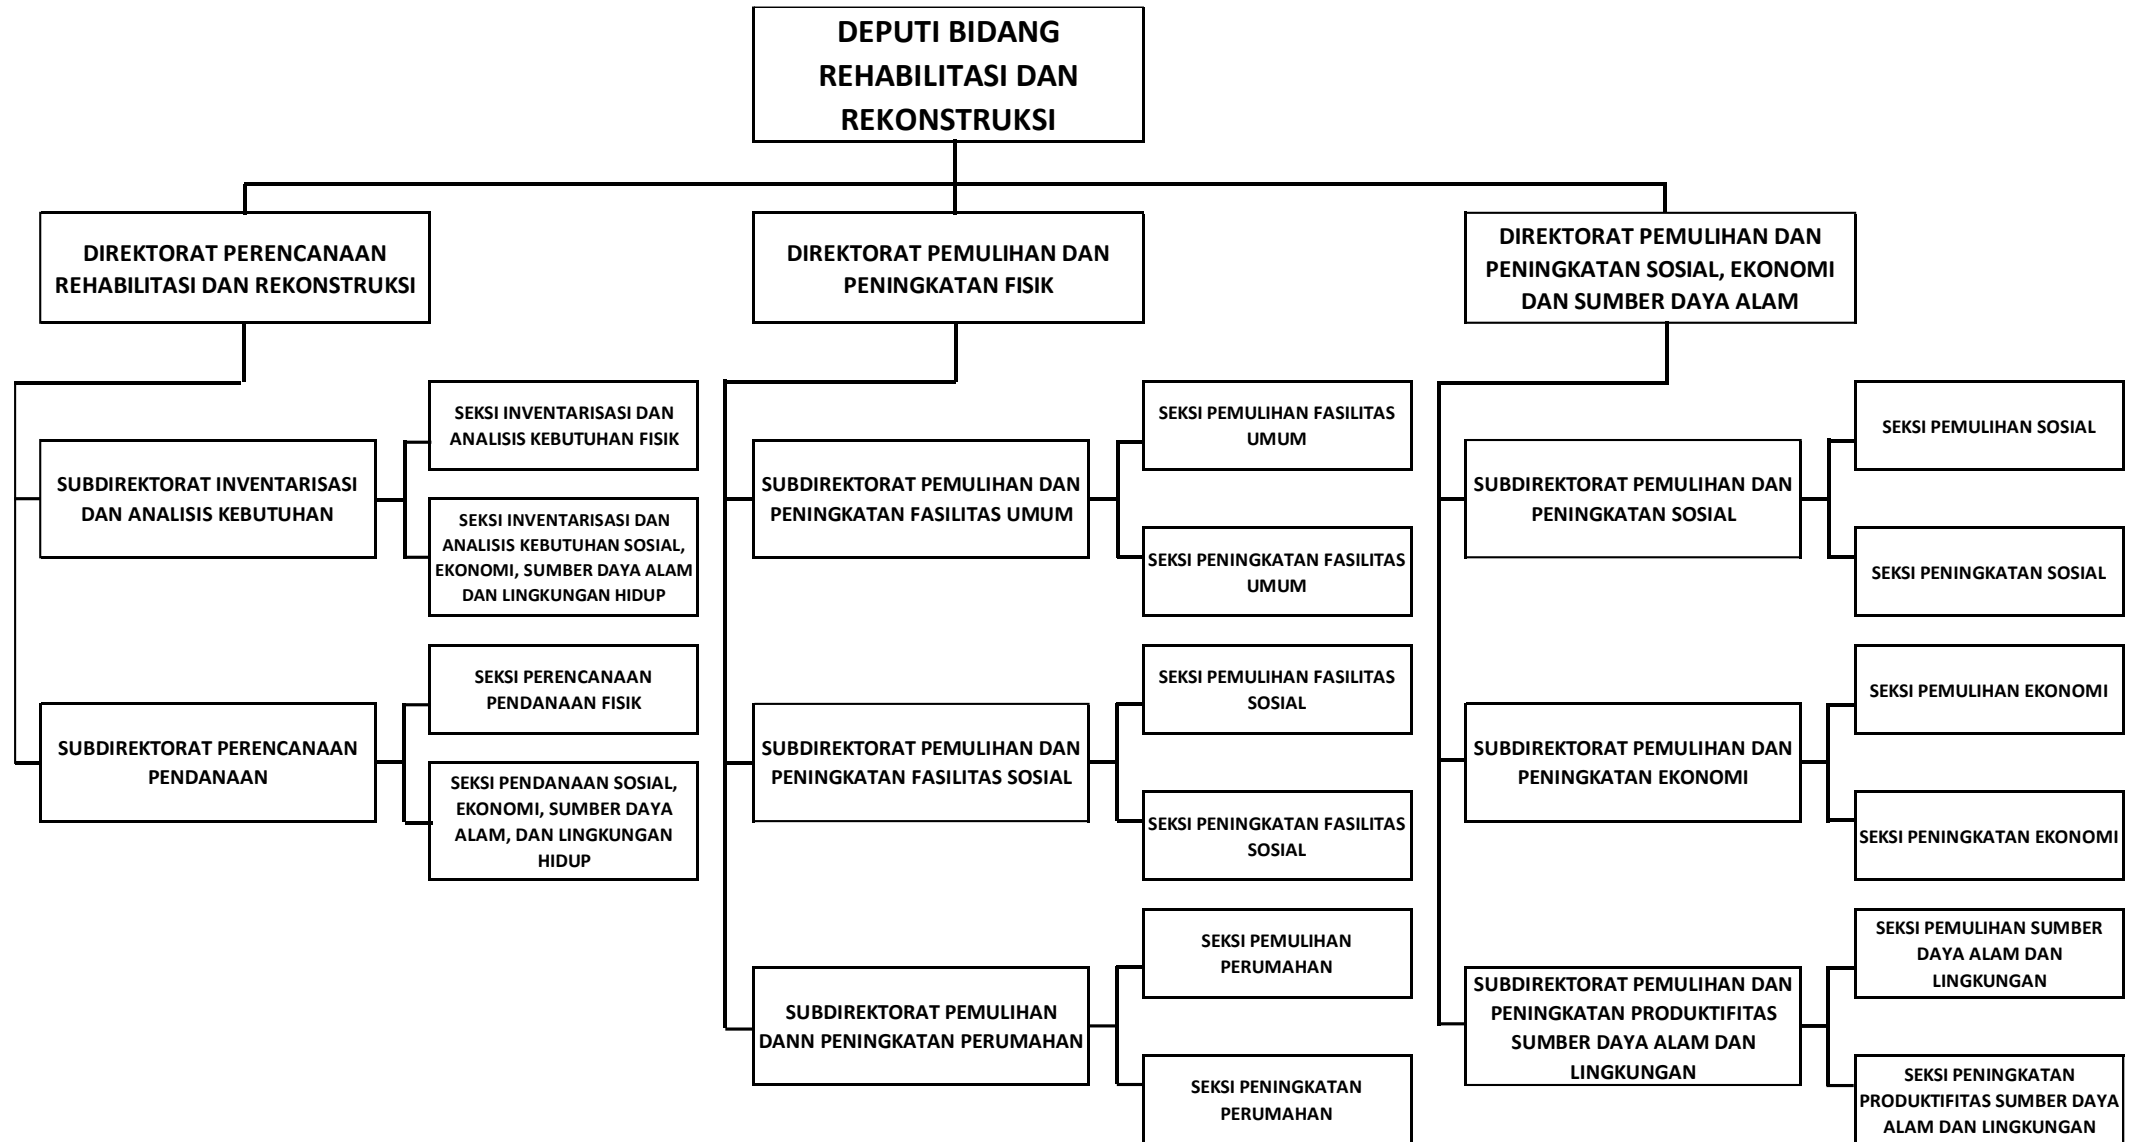 DEPUTI BIDANG
REHABILITASI DAN
REKONSTRUKSI
DIREKTORAT PERENCANAAN
REHABILITASI DAN REKONSTRUKSI
DIREKTORAT PEMULIHAN DAN
PENINGKATAN FISIK
DIREKTORAT PEMULIHAN DAN
PENINGKATAN SOSIAL, EKONOMI
DAN SUMBER DAYA ALAM
SUBDIREKTORAT INVENTARISASI
DAN ANALISIS KEBUTUHAN
SEKSI INVENTARISASI DAN
ANALISIS KEBUTUHAN FISIK
SEKSI INVENTARISASI DAN
ANALISIS KEBUTUHAN SOSIAL,
EKONOMI, SUMBER DAYA ALAM
DAN LINGKUNGAN HIDUP
SUBDIREKTORAT PERENCANAAN
PENDANAAN
SEKSI PERENCANAAN
PENDANAAN FISIK
SEKSI PENDANAAN SOSIAL,
EKONOMI, SUMBER DAYA
ALAM, DAN LINGKUNGAN
HIDUP
SUBDIREKTORAT PEMULIHAN DAN
PENINGKATAN FASILITAS UMUM
SEKSI PEMULIHAN FASILITAS
UMUM
SEKSI PENINGKATAN FASILITAS
UMUM
SUBDIREKTORAT PEMULIHAN DAN
PENINGKATAN FASILITAS SOSIAL
SEKSI PEMULIHAN FASILITAS
SOSIAL
SEKSI PENINGKATAN FASILITAS
SOSIAL
SUBDIREKTORAT PEMULIHAN
DANN PENINGKATAN PERUMAHAN
SEKSI PEMULIHAN
PERUMAHAN
SEKSI PENINGKATAN
PERUMAHAN
SUBDIREKTORAT PEMULIHAN DAN
PENINGKATAN SOSIAL
SEKSI PEMULIHAN SOSIAL
SEKSI PENINGKATAN SOSIAL
SUBDIREKTORAT PEMULIHAN DAN
PENINGKATAN EKONOMI
SEKSI PEMULIHAN EKONOMI
SEKSI PENINGKATAN EKONOMI
SUBDIREKTORAT PEMULIHAN DAN
PENINGKATAN PRODUKTIFITAS
SUMBER DAYA ALAM DAN
LINGKUNGAN
SEKSI PEMULIHAN SUMBER
DAYA ALAM DAN
LINGKUNGAN
SEKSI PENINGKATAN
PRODUKTIFITAS SUMBER DAYA
ALAM DAN LINGKUNGAN